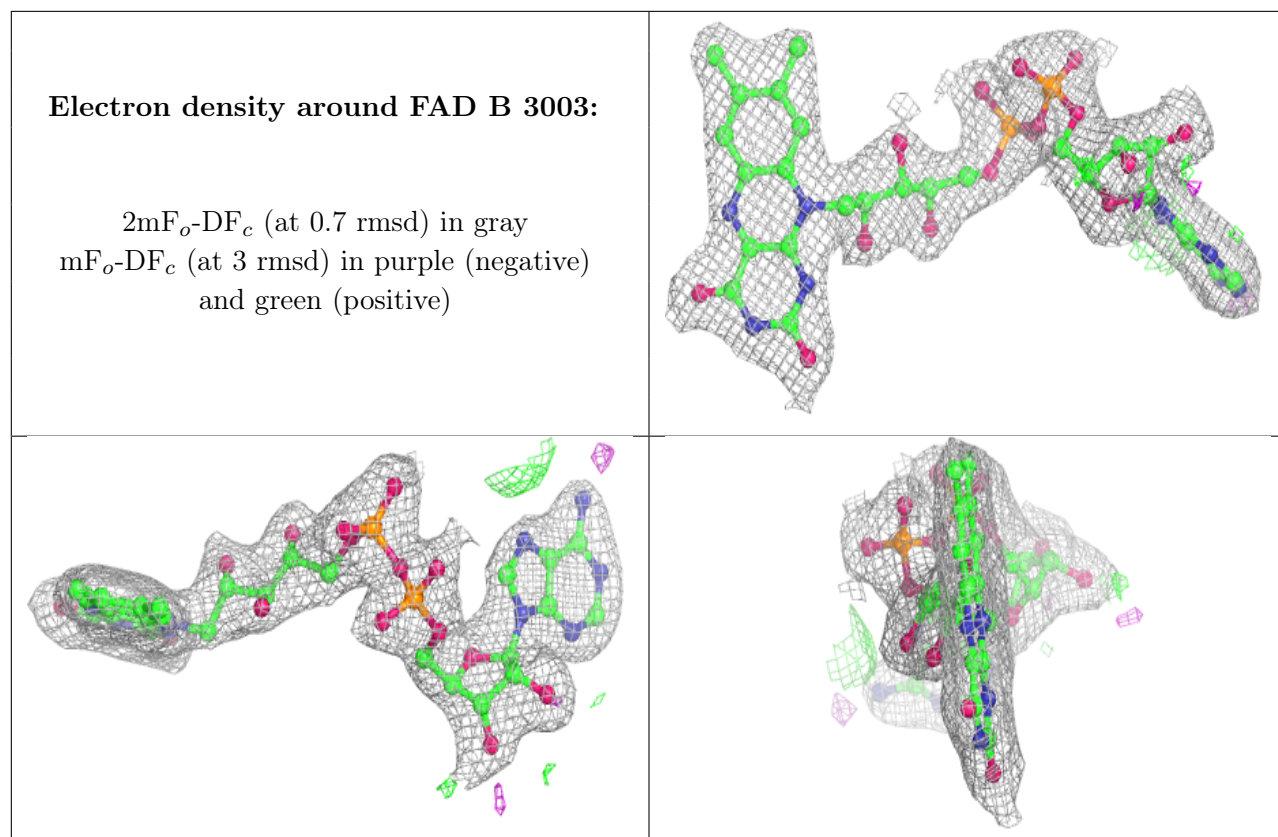 Electron density around FAD B 3003:
2mFₒ-DF𝒸 (at 0.7 rmsd) in gray
mFₒ-DF𝒸 (at 3 rmsd) in purple (negative)
and green (positive)